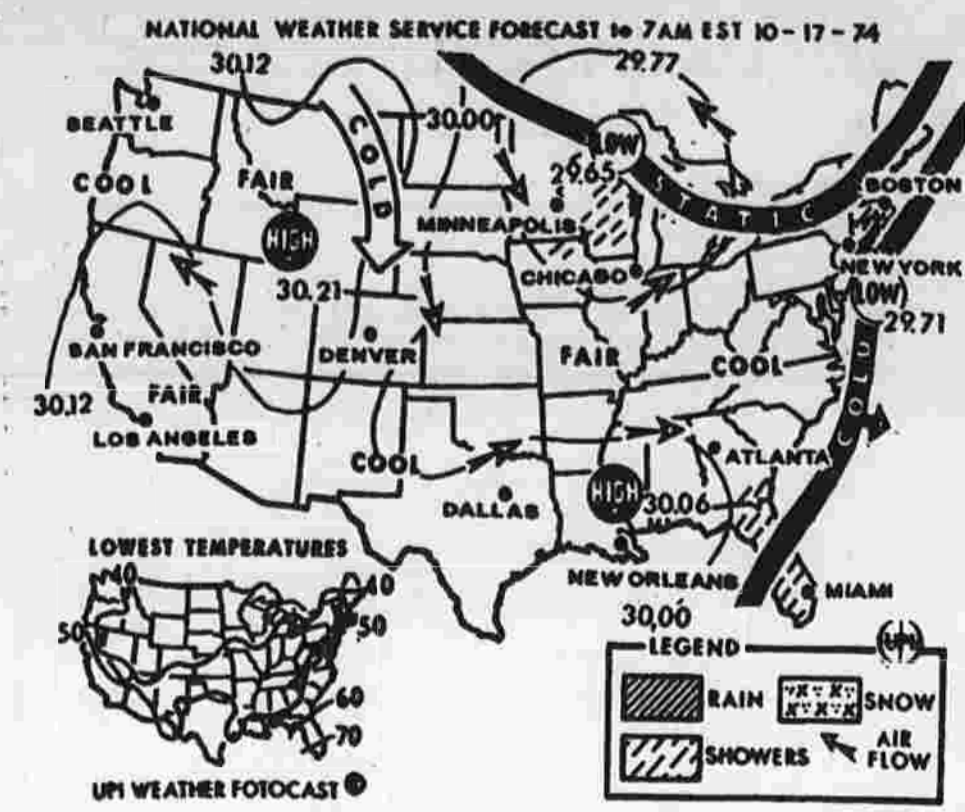 NATIONAL WEATHER SERVICE FORECAST to 7AM EST 10-17-74
30.12
29.77
SEATTLE
30.00
COLD
LOW
29.65
COOL
FAIR
STATIC
BOSTON
MINNEAPOLIS
HIGH
CHICAGO
NEW YORK
(LOW)
30.21
29.71
SAN FRANCISCO
DENVER
FAIR
COOL
COLD
30.12
FAIR
LOS ANGELES
COOL
ATLANTA
HIGH
30.06
DALLAS
LOWEST TEMPERATURES
NEW ORLEANS
MIAMI
40
40
30.00
50
50
LEGEND
UPI
RAIN
SNOW
60
70
SHOWERS
AIR
FLOW
UPI WEATHER FOTOCAST ©